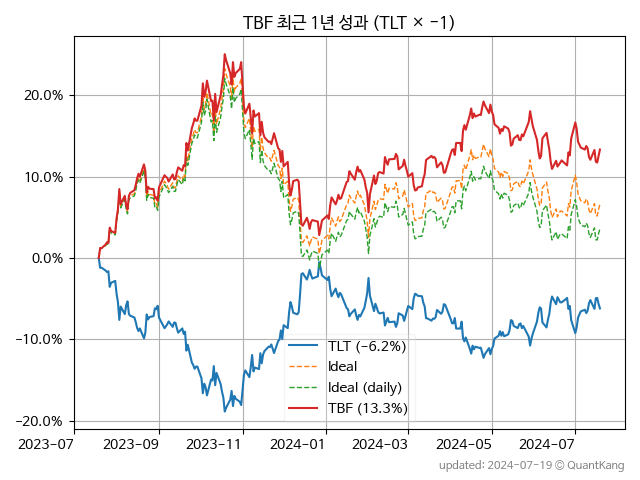 TBF 최근 1년 성과 (TLT × −1)
20.0%
10.0%
0.0%
−10.0%
−20.0%
TLT (−6.2%)
Ideal
Ideal (daily)
TBF (13.3%)
2023-07
2023-09
2023-11
2024-01
2024-03
2024-05
2024-07
updated: 2024-07-19 © QuantKang